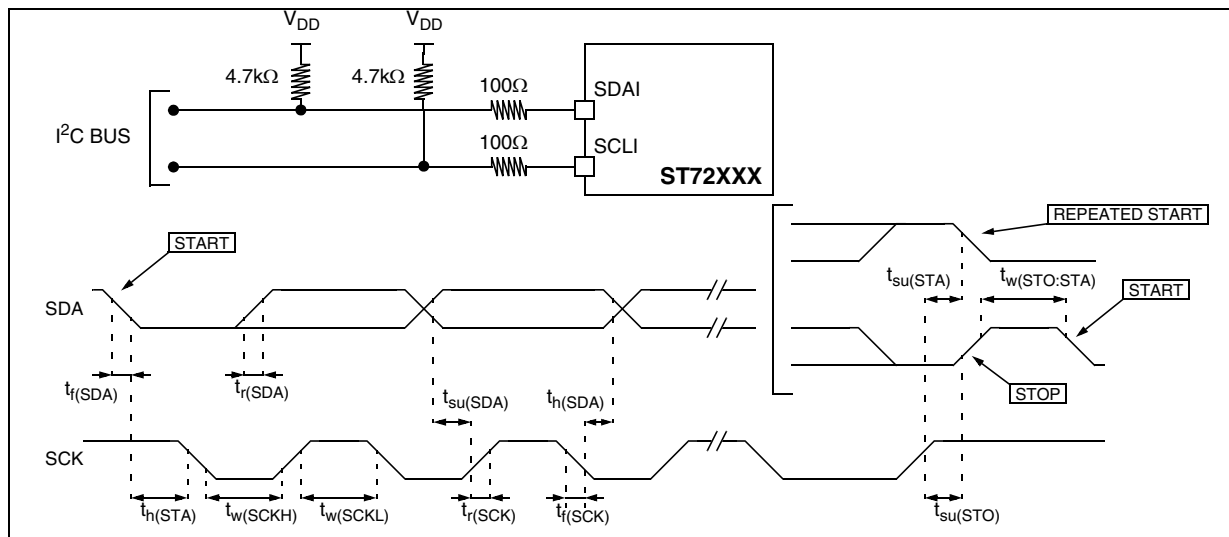 VDD VDD
4.7kΩ 4.7kΩ
100Ω SDAI
I2C BUS
100Ω SCLI
ST72XXX
REPEATED START
START
tsu(STA) tw(STO:STA)
START
SDA
tf(SDA) tr(SDA)
tsu(SDA) th(SDA)
STOP
SCK
th(STA) tw(SCKH) tw(SCKL) tr(SCK) tf(SCK) tsu(STO)